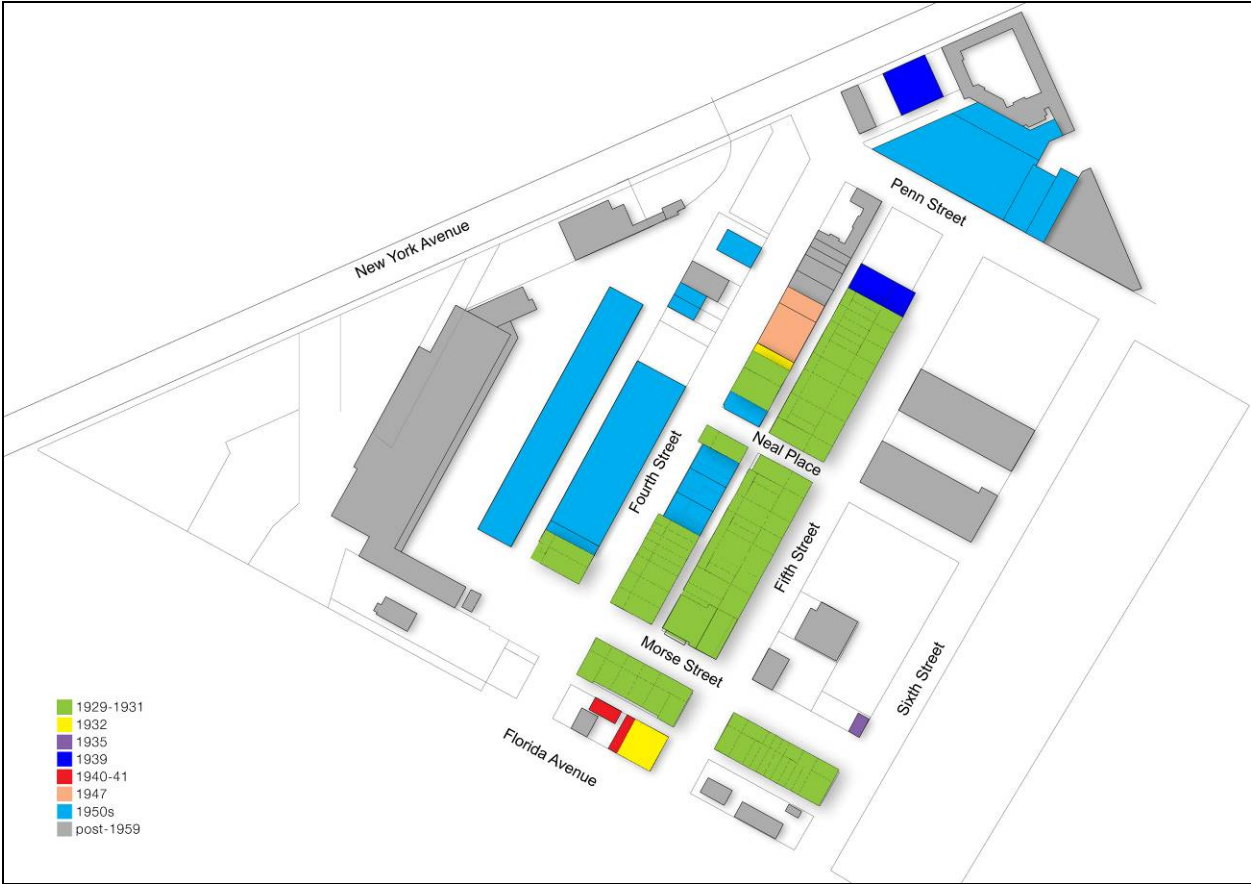 New York Avenue
Penn Street
Neal Place
Fourth Street
Fifth Street
Morse Street
Sixth Street
Florida Avenue
1929-1931
1932
1935
1939
1940-41
1947
1950s
post-1959